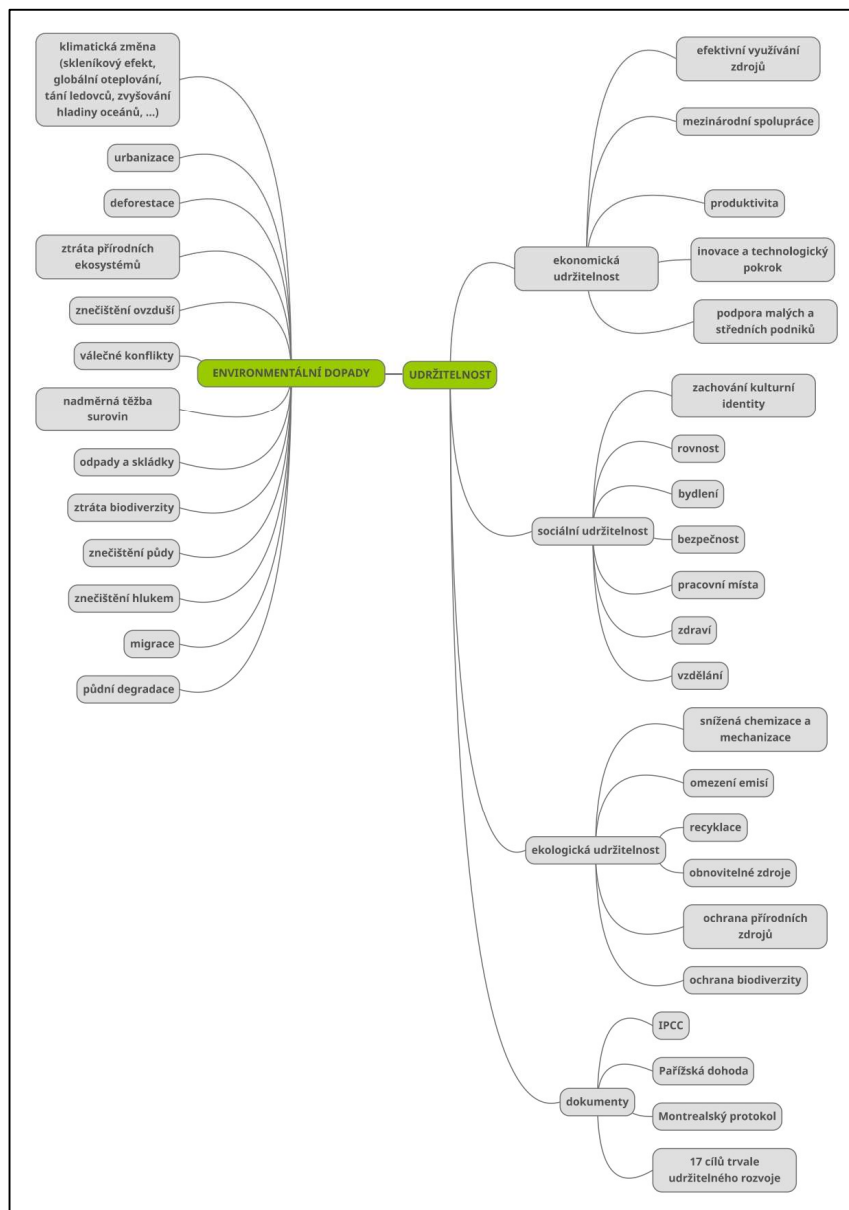 klimatická změna
(skleníkový efekt,
globální oteplování,
tání ledovců, zvyšování
hladiny oceánů, ...)
urbanizace
deforestace
ztráta přírodních
ekosystémů
znečištění ovzduší
válečné konflikty
nadměrná těžba
surovin
odpady a skládky
ztráta biodiverzity
znečištění půdy
znečištění hlukem
migrace
půdní degradace
ENVIRONMENTÁLNÍ DOPADY
UDRŽITELNOST
ekonomická
udržitelnost
efektivní využívání
zdrojů
mezinárodní spolupráce
produktivita
inovace a technologický
pokrok
podpora malých a
středních podniků
sociální udržitelnost
zachování kulturní
identity
rovnost
bydlení
bezpečnost
pracovní místa
zdraví
vzdělání
ekologická udržitelnost
snížená chemizace a
mechanizace
omezení emisí
recyklace
obnovitelné zdroje
ochrana přírodních
zdrojů
ochrana biodiverzity
dokumenty
IPCC
Pařížská dohoda
Montrealský protokol
17 cílů trvale
udržitelného rozvoje